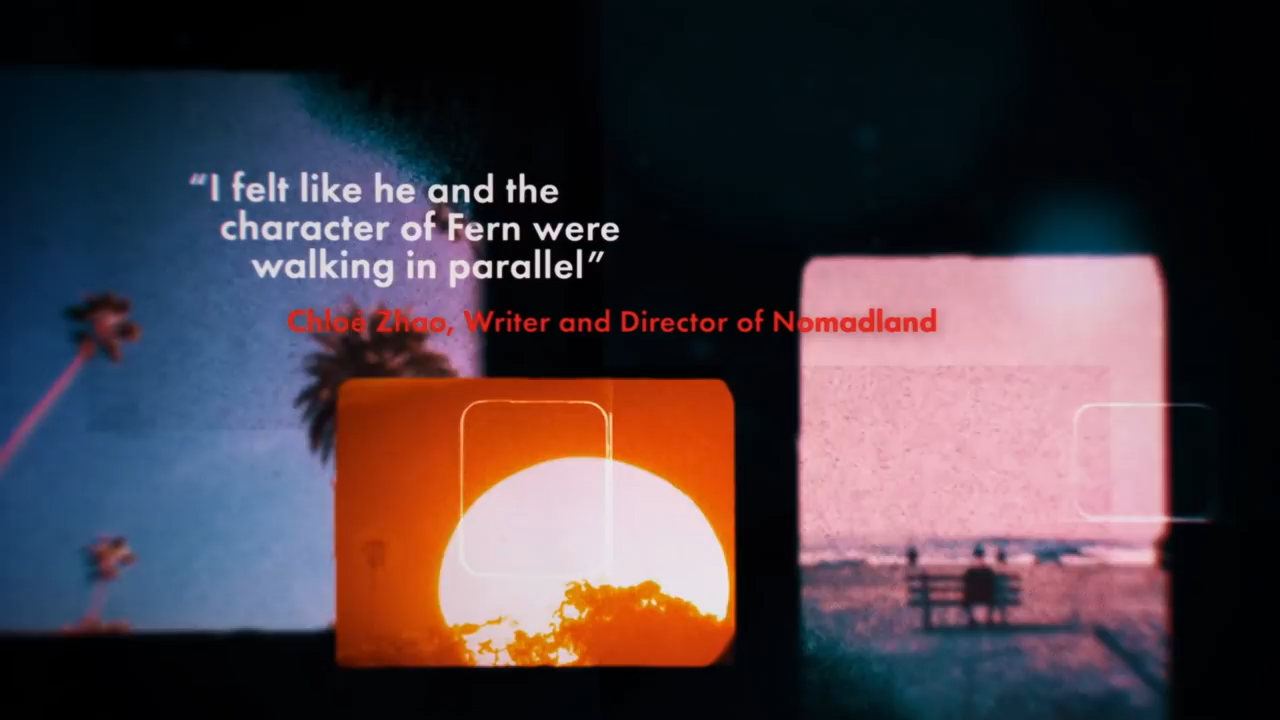 “I felt like he and the
character of Fern were
walking in parallel”
Chloé Zhao, Writer and Director of Nomadland